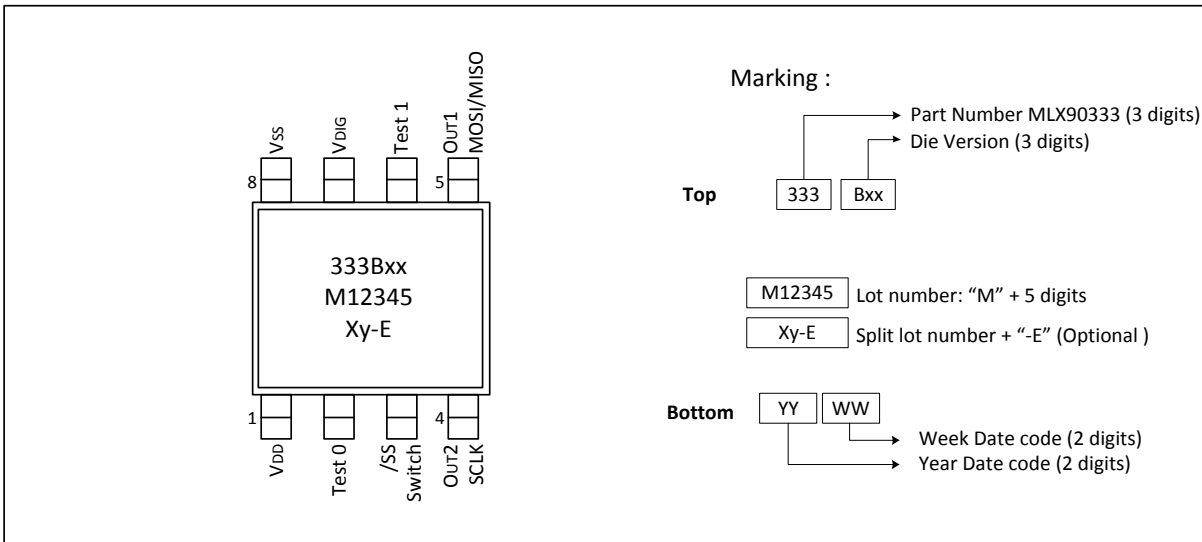 Marking :
Part Number MLX90333 (3 digits)
Die Version (3 digits)
Top
333
Bxx
M12345
Lot number: “M” + 5 digits
Xy-E
Split lot number + “-E” (Optional )
Bottom
YY
WW
Week Date code (2 digits)
Year Date code (2 digits)
VSS
VDIG
Test 1
OUT1
MOSI/MISO
8
5
333Bxx
M12345
Xy-E
1
4
VDD
Test 0
/SS
Switch
OUT2
SCLK